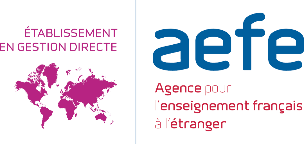 ÉTABLISSEMENT
EN GESTION DIRECTE
aefe
Agence pour
l'enseignement français
à l'étranger